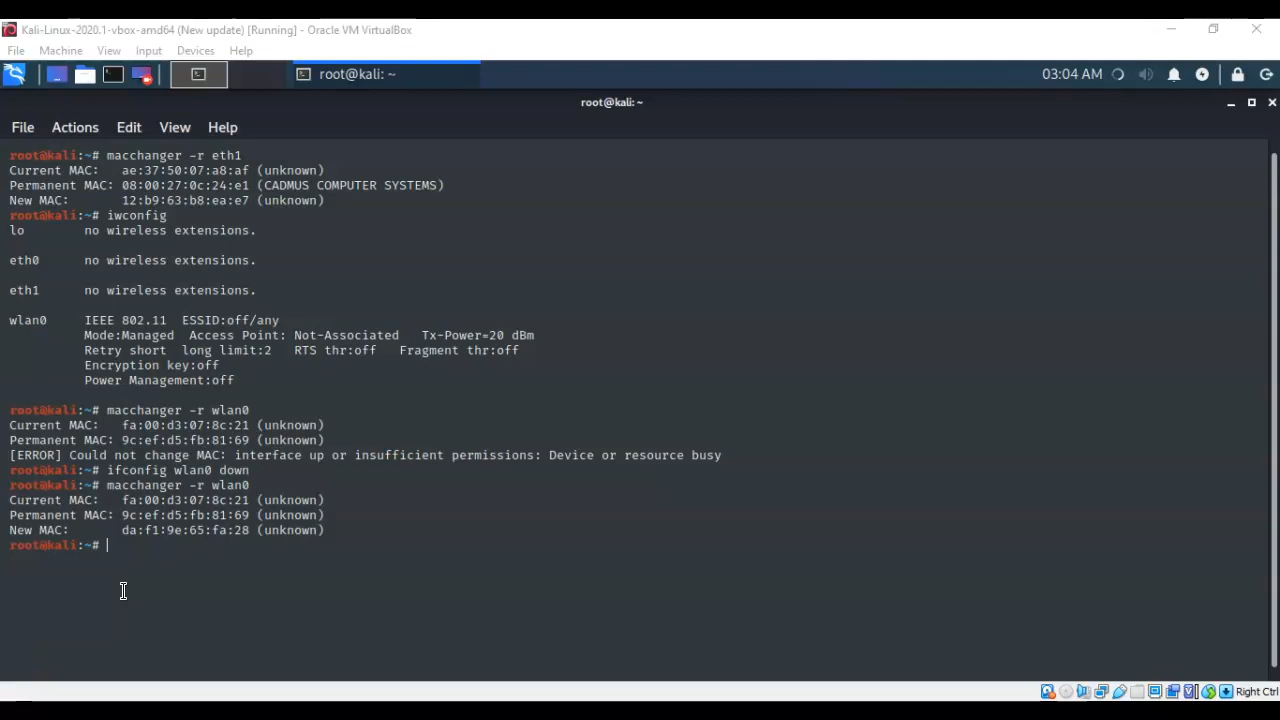 Kali-Linux-2020.1-vbox-amd64 (New update) [Running] - Oracle VM VirtualBox
File Machine View Input Devices Help
root@kali: ~
03:04 AM
root@kali: ~
File Actions Edit View Help
root@kali:~# macchanger -r eth1
Current MAC:   ae:37:50:07:a8:af (unknown)
Permanent MAC: 08:00:27:0c:24:e1 (CADMUS COMPUTER SYSTEMS)
New MAC:       12:b9:63:b8:ea:e7 (unknown)
root@kali:~# iwconfig
lo        no wireless extensions.
eth0      no wireless extensions.
eth1      no wireless extensions.
wlan0     IEEE 802.11  ESSID:off/any
Mode:Managed  Access Point: Not-Associated   Tx-Power=20 dBm
Retry short  long limit:2   RTS thr:off   Fragment thr:off
Encryption key:off
Power Management:off
root@kali:~# macchanger -r wlan0
Current MAC:   fa:00:d3:07:8c:21 (unknown)
Permanent MAC: 9c:ef:d5:fb:81:69 (unknown)
[ERROR] Could not change MAC: interface up or insufficient permissions: Device or resource busy
root@kali:~# ifconfig wlan0 down
root@kali:~# macchanger -r wlan0
Current MAC:   fa:00:d3:07:8c:21 (unknown)
Permanent MAC: 9c:ef:d5:fb:81:69 (unknown)
New MAC:       da:f1:9e:65:fa:28 (unknown)
root@kali:~#
Right Ctrl